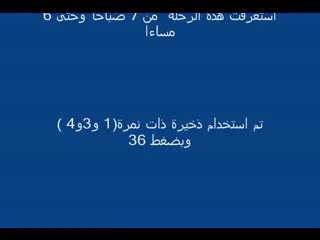 استغرقت هذه الرحلة من 7 صباحا وحتى 6
مساءا
تم استخدام ذخيرة ذات نمرة(1 و3و4 )
وبضغط 36